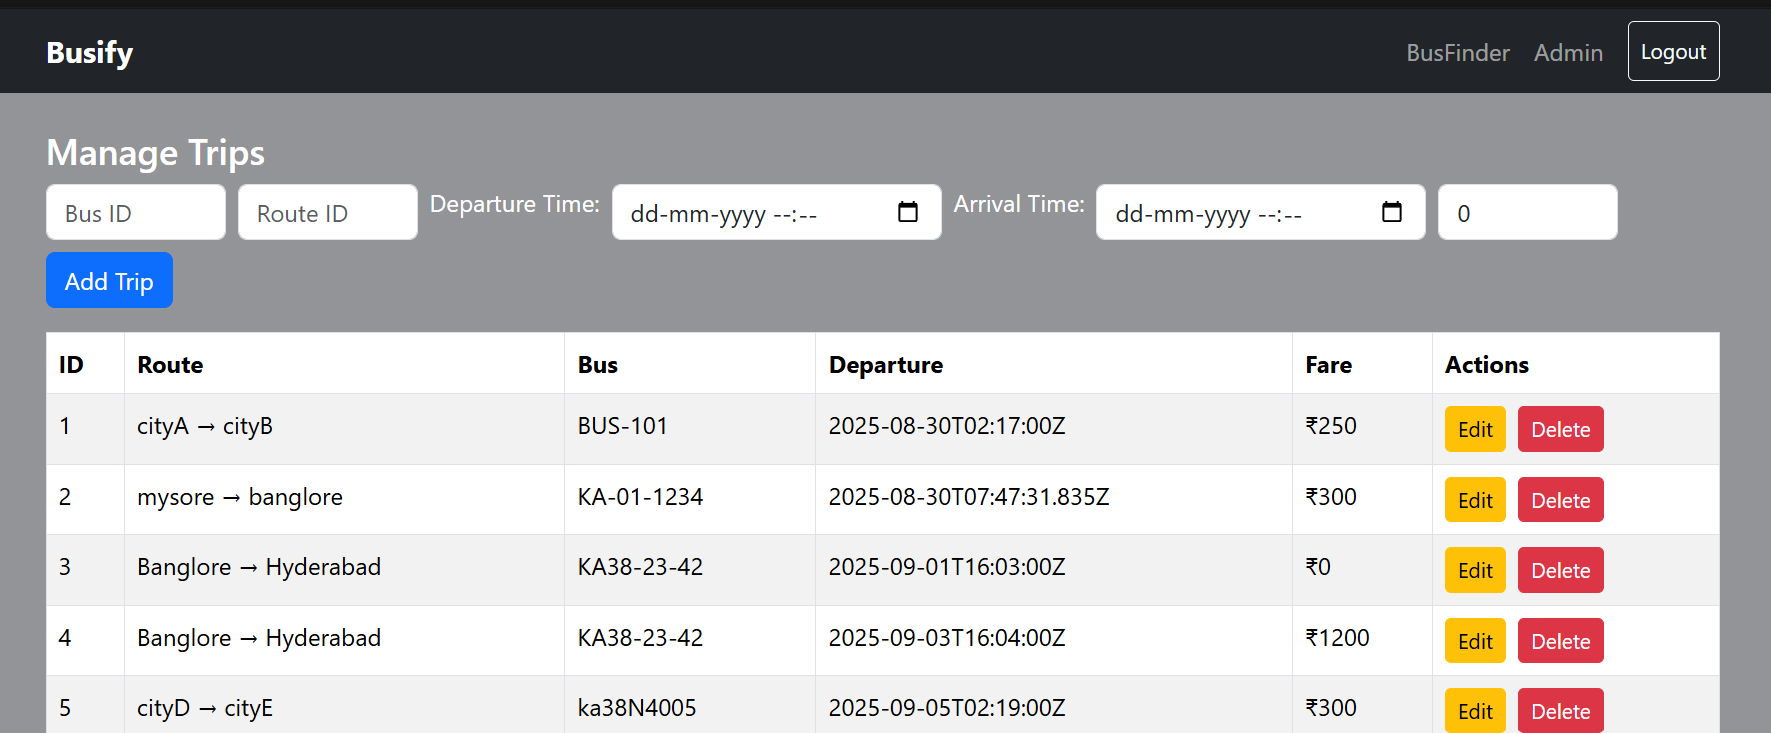 Busify BusFinder Admin Logout
Manage Trips
Bus ID Route ID Departure Time: dd-mm-yyyy --:-- Arrival Time: dd-mm-yyyy --:-- 0
Add Trip
ID Route Bus Departure Fare Actions
1 cityA → cityB BUS-101 2025-08-30T02:17:00Z ₹250 Edit Delete
2 mysore → banglore KA-01-1234 2025-08-30T07:47:31.835Z ₹300 Edit Delete
3 Banglore → Hyderabad KA38-23-42 2025-09-01T16:03:00Z ₹0 Edit Delete
4 Banglore → Hyderabad KA38-23-42 2025-09-03T16:04:00Z ₹1200 Edit Delete
5 cityD → cityE ka38N4005 2025-09-05T02:19:00Z ₹300 Edit Delete